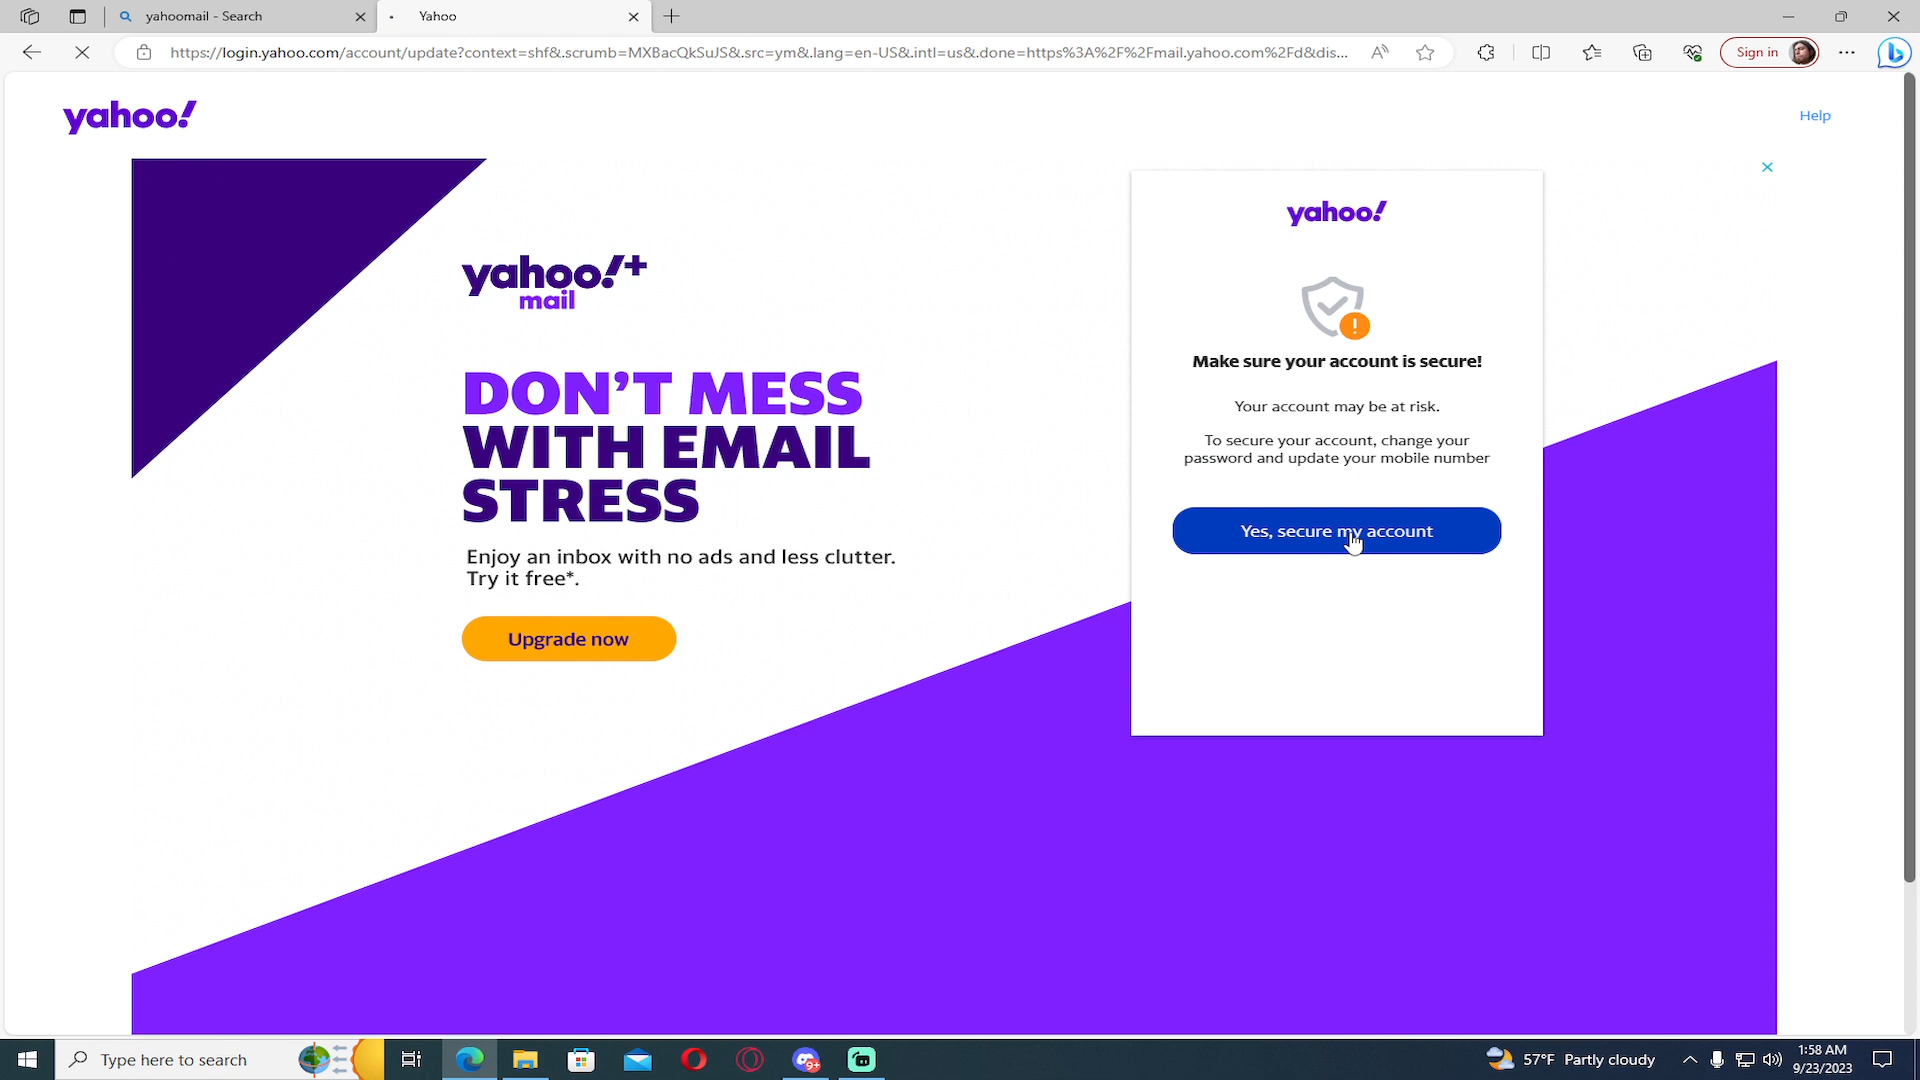 yahoomail - Search
Yahoo
https://login.yahoo.com/account/update?context=shf&.scrumb=MXBacQkSuJS&.src=ym&.lang=en-US&.intl=us&.done=https%3A%2F%2Fmail.yahoo.com%2Fd&dis...
Sign in
yahoo!
Help
yahoo!+
mail
DON'T MESS
WITH EMAIL
STRESS
Enjoy an inbox with no ads and less clutter.
Try it free*.
Upgrade now
yahoo!
Make sure your account is secure!
Your account may be at risk.
To secure your account, change your
password and update your mobile number
Yes, secure my account
Type here to search
9+
57°F Partly cloudy
1:58 AM
9/23/2023